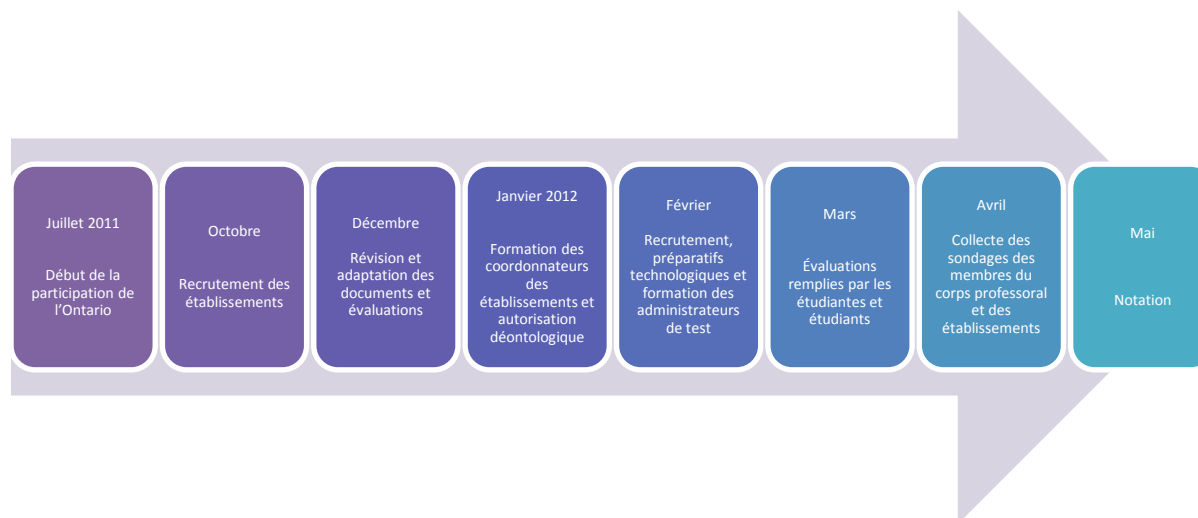 Juillet 2011
Début de la
participation de
l’Ontario
Octobre
Recrutement des
établissements
Décembre
Révision et
adaptation des
documents et
évaluations
Janvier 2012
Formation des
coordonnateurs
des
établissements et
autorisation
déontologique
Février
Recrutement,
préparatifs
technologiques et
formation des
administrateurs
de test
Mars
Évaluations
remplies par les
étudiantes et
étudiants
Avril
Collecte des
sondages des
membres du
corps professoral
et des
établissements
Mai
Notation